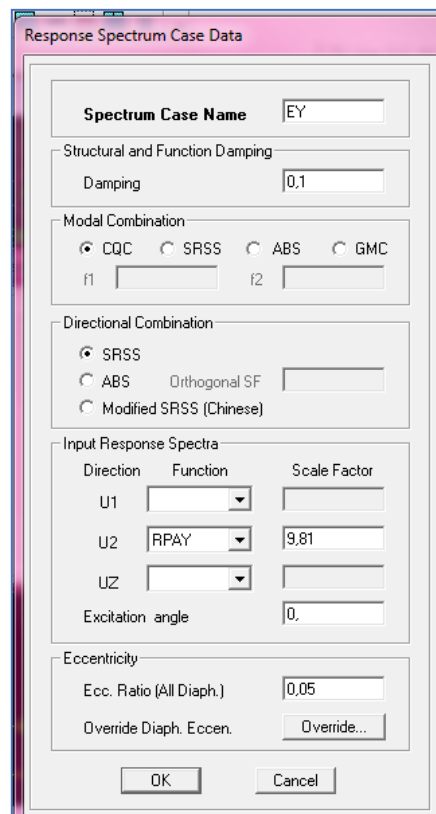 Response Spectrum Case Data
Spectrum Case Name EY
Structural and Function Damping
Damping 0,1
Modal Combination
CQC SRSS ABS GMC
f1 f2
Directional Combination
SRSS
ABS Orthogonal SF
Modified SRSS (Chinese)
Input Response Spectra
Direction Function Scale Factor
U1
U2 RPAY 9,81
UZ
Excitation angle 0,
Eccentricity
Ecc. Ratio (All Diaph.) 0,05
Override Diaph. Eccen. Override...
OK Cancel